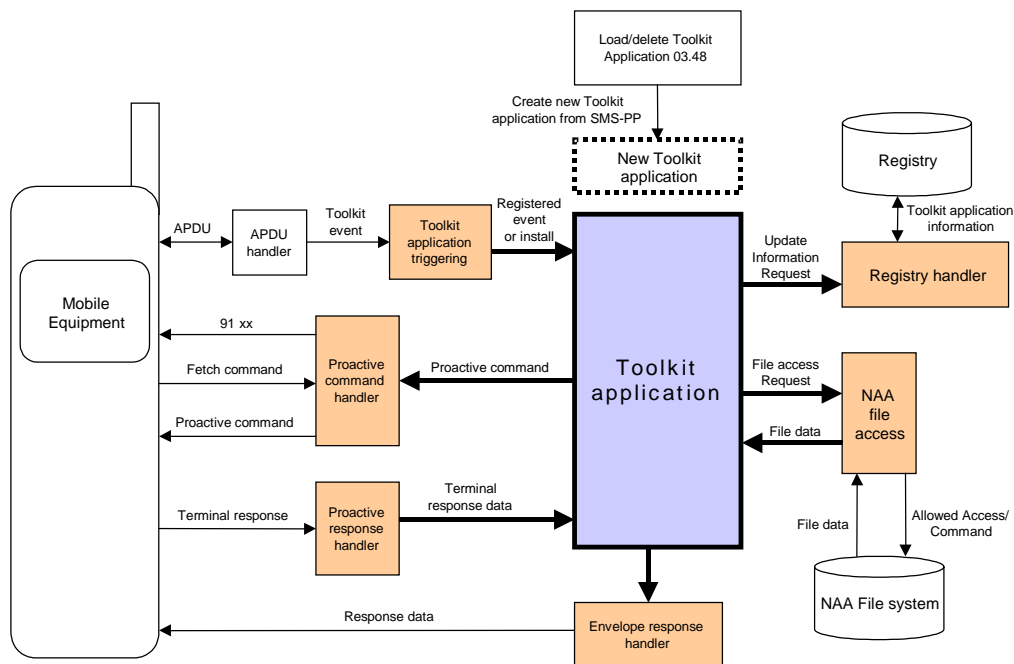 Load/delete Toolkit
Application 03.48
Create new Toolkit
application from SMS-PP
New Toolkit
application
Registry
Toolkit application
information
APDU
APDU
handler
Toolkit
event
Toolkit
application
triggering
Registered
event
or install
Update
Information
Request
Registry handler
Mobile
Equipment
91 xx
Fetch command
Proactive command
Proactive
command
handler
Proactive command
Toolkit
application
File access
Request
File data
NAA
file
access
Terminal response
Proactive
response
handler
Terminal
response data
File data
Allowed Access/
Command
NAA File system
Response data
Envelope response
handler